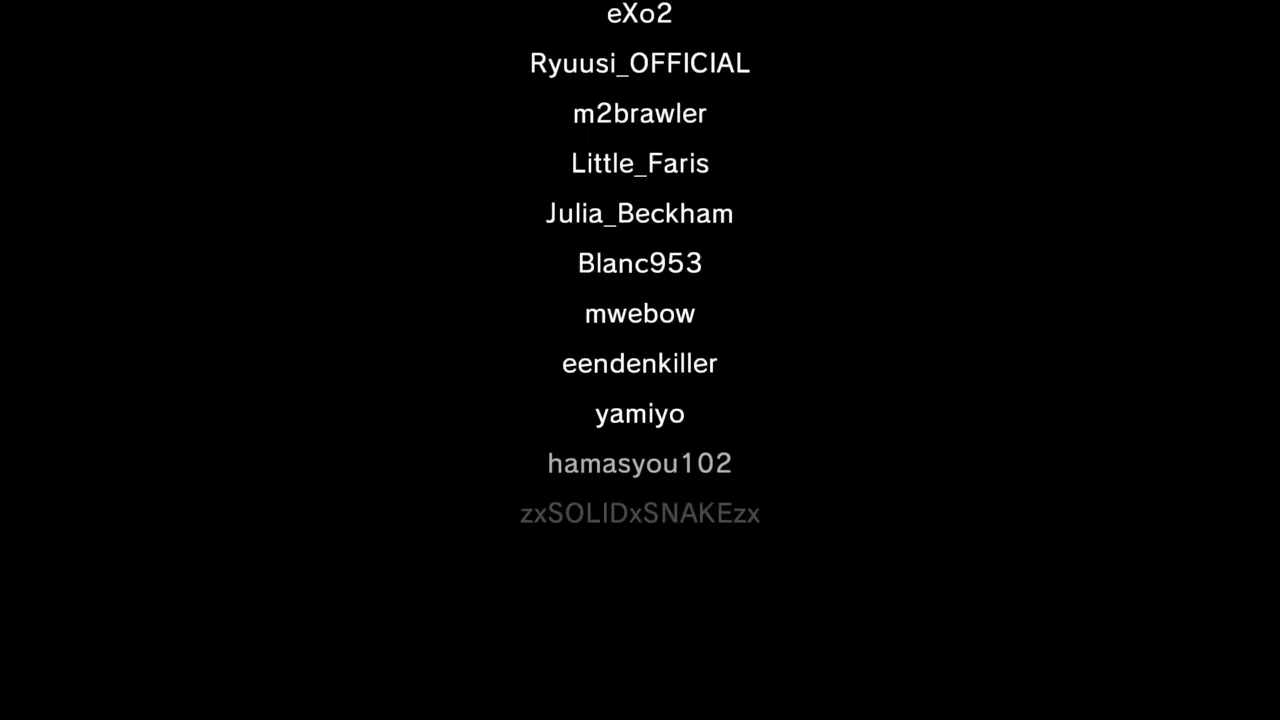 eXo2
Ryuusi_OFFICIAL
m2brawler
Little_Faris
Julia_Beckham
Blanc953
mwebow
eendenkiller
yamiyo
hamasyou102
zxSOLIDxSNAKEzx